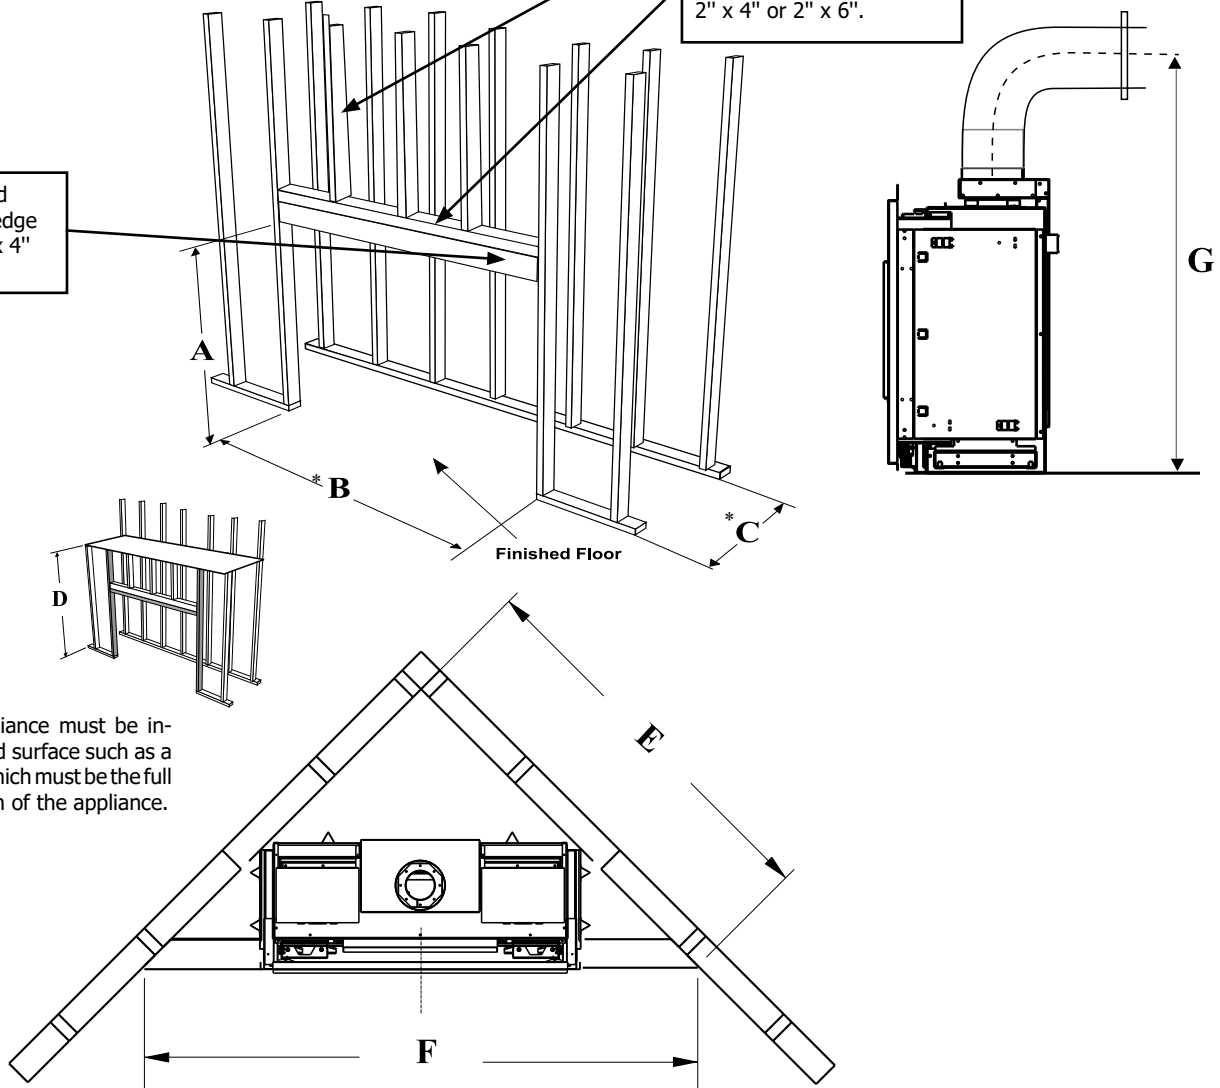 2" x 4" or 2" x 6".
d
edge
x 4"
A
* B
* C
Finished Floor
G
D
liance must be in-
d surface such as a
hich must be the full
h of the appliance.
E
F